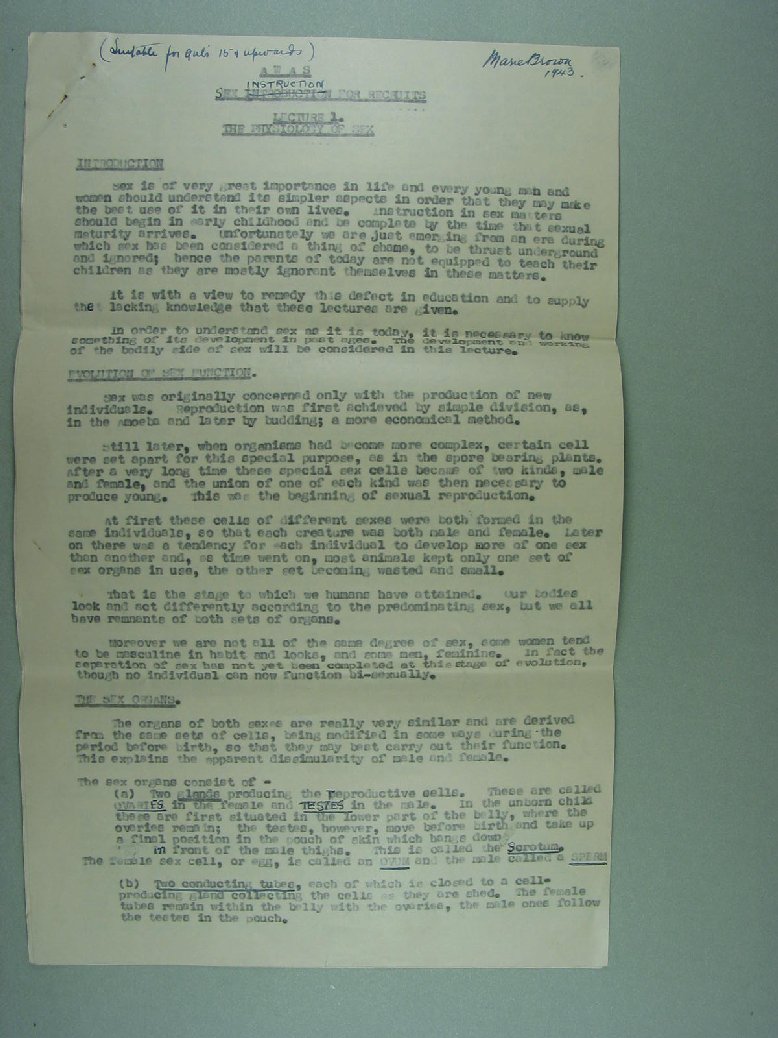 (Suitable for Girls 15 & upwards)
Marie Brown
1943.
A W A S
INSTRUCTION
SEX INTRODUCTION FOR RECRUITS
LECTURE 1.
THE PHYSIOLOGY OF SEX
INTRODUCTION
Sex is of very great importance in life and every young man and
women should understand its simpler aspects in order that they may make
the best use of it in their own lives. Instruction in sex matters
should begin in early childhood and be complete by the time that sexual
maturity arrives. Unfortunately we are just emerging from an era during
which sex has been considered a thing of shame, to be thrust underground
and ignored; hence the parents of today are not equipped to teach their
children as they are mostly ignorant themselves in these matters.
It is with a view to remedy this defect in education and to supply
the lacking knowledge that these lectures are given.
In order to understand sex as it is today, it is necessary to know
something of its development in past ages. The development and working
of the bodily side of sex will be considered in this lecture.
EVOLUTION OF SEX FUNCTION.
Sex was originally concerned only with the production of new
individuals. Reproduction was first achieved by simple division, as,
in the amoeba and later by budding; a more economical method.
Still later, when organisms had become more complex, certain cell
were set apart for this special purpose, as in the spore bearing plants.
After a very long time these special sex cells became of two kinds, male
and female, and the union of one of each kind was then necessary to
produce young. This was the beginning of sexual reproduction.
At first these cells of different sexes were both formed in the
same individuals, so that each creature was both male and female. Later
on there was a tendency for each individual to develop more of one sex
than another and, as time went on, most animals kept only one set of
sex organs in use, the other set becoming wasted and small.
That is the stage to which we humans have attained. Our bodies
look and act differently according to the predominating sex, but we all
have remnants of both sets of organs.
Moreover we are not all of the same degree of sex, some women tend
to be masculine in habit and looks, and some men, feminine. In fact the
separation of sex has not yet been completed at this stage of evolution,
though no individual can now function bi-sexually.
THE SEX ORGANS.
The organs of both sexes are really very similar and are derived
from the same sets of cells, being modified in some ways during the
period before birth, so that they may best carry out their function.
This explains the apparent dissimularity of male and female.
The sex organs consist of -
(a) Two glands producing the reproductive sells. These are called
OVARIES in the female and TESTES in the male. In the unborn child
these are first situated in the lower part of the belly, where the
ovaries remain; the testes, however, move before birth and take up
a final position in the pouch of skin which hangs down
in front of the male thighs. This is called the Scrotum.
The female sex cell, or egg, is called an OVUM and the male called a SPERM
(b) Two conducting tubes, each of which is closed to a cell-
producing gland collecting the cells as they are shed. The female
tubes remain within the belly with the ovaries, the male ones follow
the testes in the pouch.